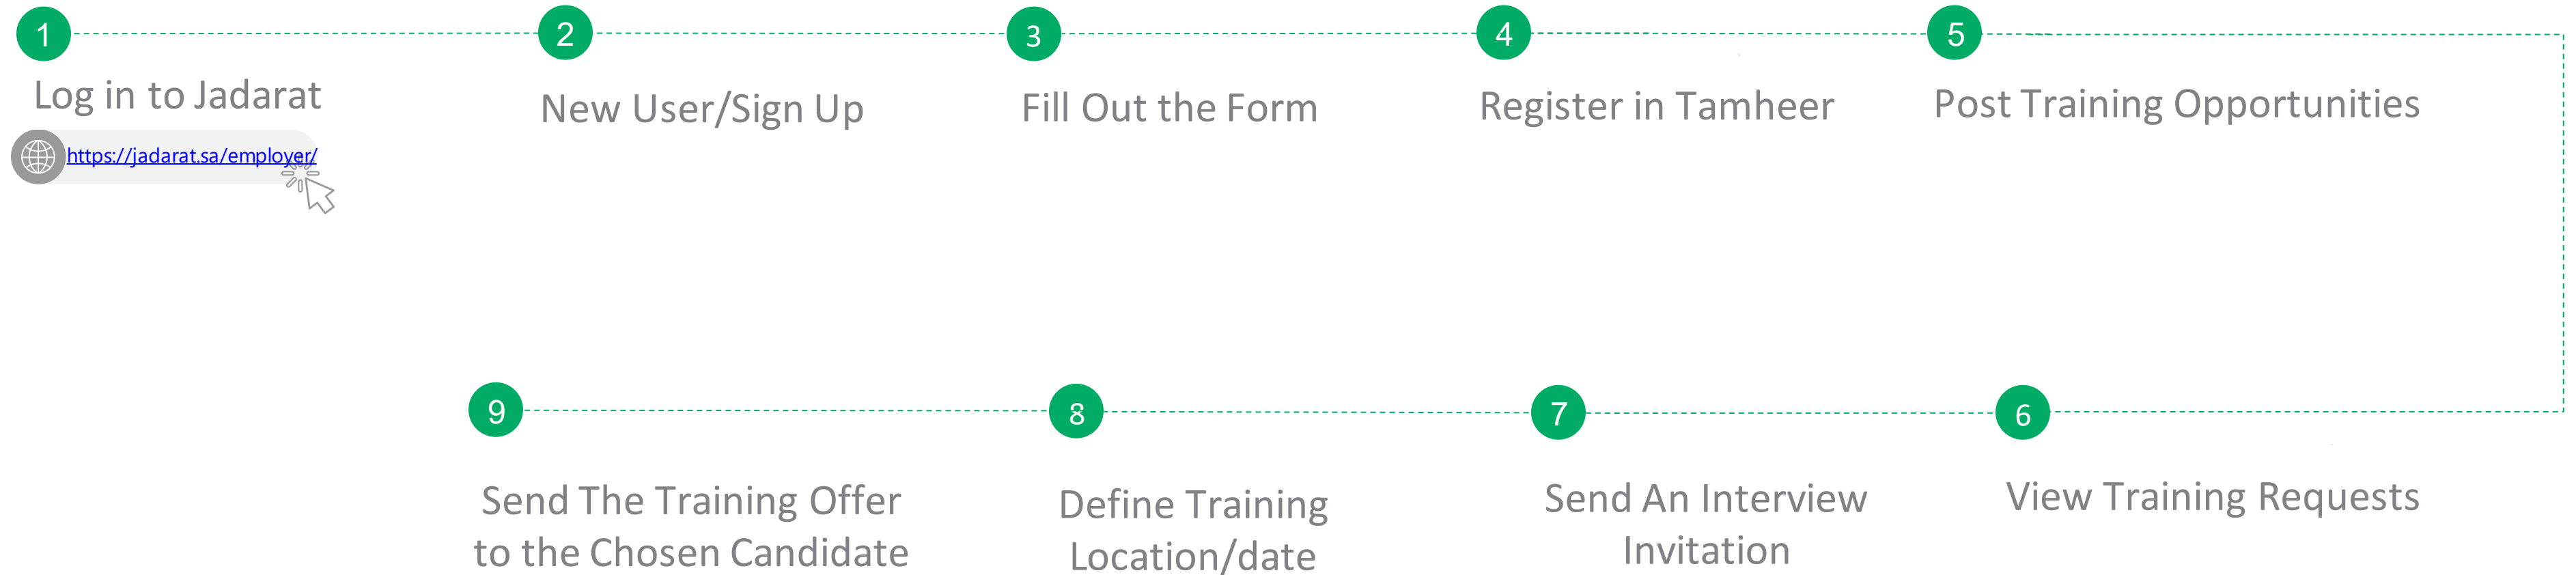 1
Log in to Jadarat
https://jadarat.sa/employer/
2
New User/Sign Up
3
Fill Out the Form
4
Register in Tamheer
5
Post Training Opportunities
6
View Training Requests
7
Send An Interview
Invitation
8
Define Training
Location/date
9
Send The Training Offer
to the Chosen Candidate